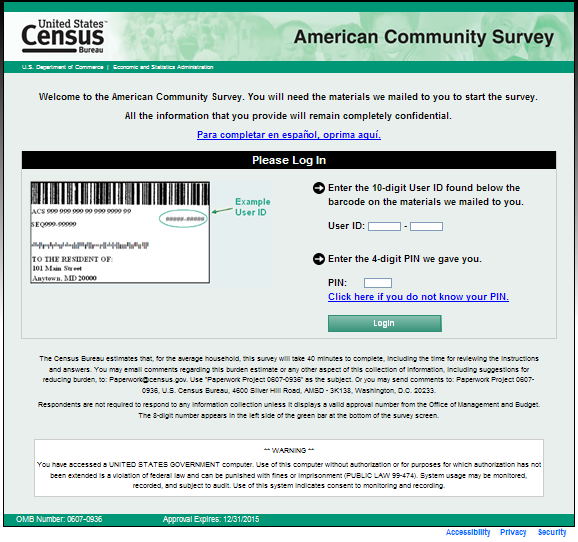 United States™
Census
Bureau
American Community Survey
U.S. Department of Commerce | Economic and Statistics Administration
Welcome to the American Community Survey. You will need the materials we mailed to you to start the survey.
All the information that you provide will remain completely confidential.
Para completar en español, oprima aquí.
Please Log In
ACS 999 999 999 99 999 9999 99
SEQ999-99999
#####-#####
TO THE RESIDENT OF:
101 Main Street
Anytown, MD 20000
Example
User ID
Enter the 10-digit User ID found below the
barcode on the materials we mailed to you.
User ID: -
Enter the 4-digit PIN we gave you.
PIN:
Click here if you do not know your PIN.
Login
The Census Bureau estimates that, for the average household, this survey will take 40 minutes to complete, including the time for reviewing the instructions
and answers. You may email comments regarding this burden estimate or any other aspect of this collection of information, including suggestions for
reducing burden, to: Paperwork@census.gov. Use "Paperwork Project 0607-0936" as the subject. Or you may send comments to: Paperwork Project 0607-
0936, U.S. Census Bureau, 4600 Silver Hill Road, AMSD - 3K138, Washington, D.C. 20233.
Respondents are not required to respond to any information collection unless it displays a valid approval number from the Office of Management and Budget.
The 8-digit number appears in the left side of the green bar at the bottom of the survey screen.
** WARNING **
You have accessed a UNITED STATES GOVERNMENT computer. Use of this computer without authorization or for purposes for which authorization has not
been extended is a violation of federal law and can be punished with fines or imprisonment (PUBLIC LAW 99-474). System usage may be monitored,
recorded, and subject to audit. Use of this system indicates consent to monitoring and recording.
OMB Number: 0607-0936 Approval Expires: 12/31/2015
Accessibility Privacy Security